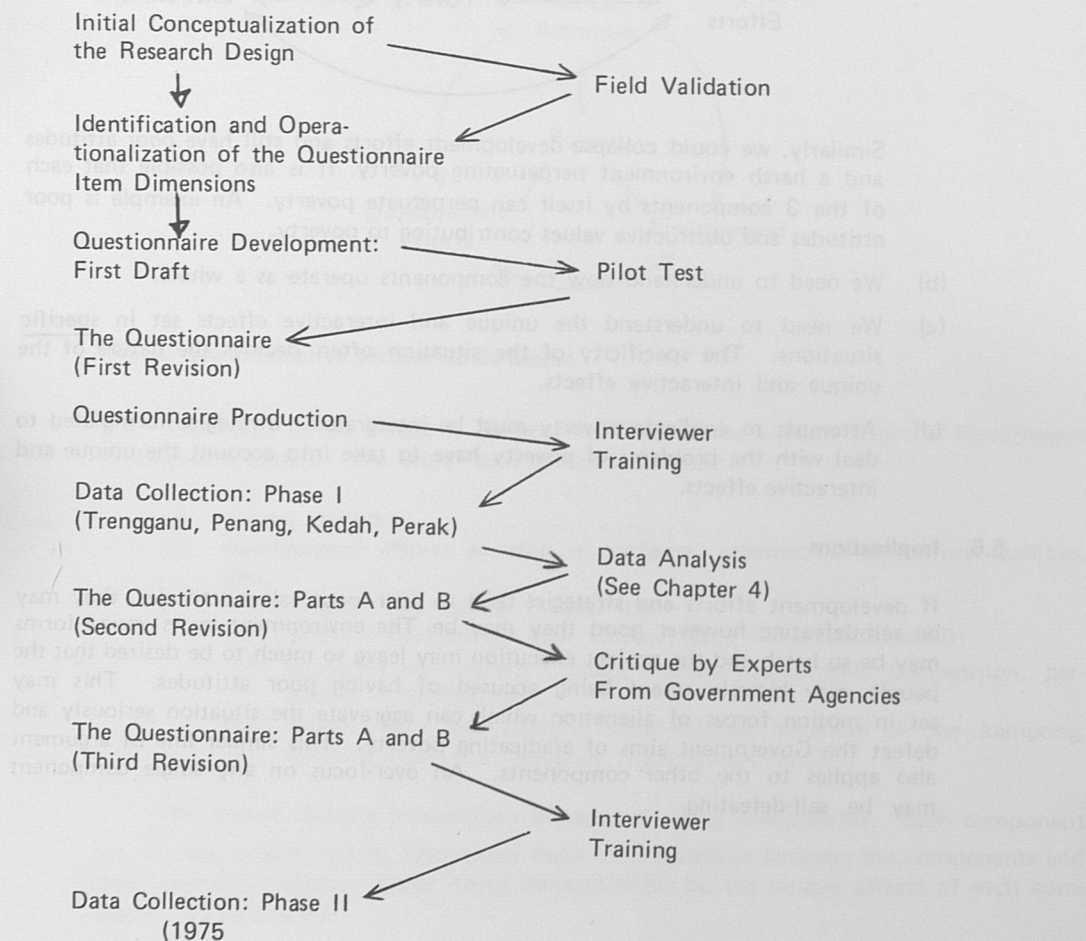 Initial Conceptualization of
the Research Design
Field Validation
Identification and Opera-
tionalization of the Questionnaire
Item Dimensions
Questionnaire Development:
First Draft
Pilot Test
The Questionnaire
(First Revision)
Questionnaire Production
Interviewer
Training
Data Collection: Phase I
(Trengganu, Penang, Kedah, Perak)
Data Analysis
(See Chapter 4)
The Questionnaire: Parts A and B
(Second Revision)
Critique by Experts
From Government Agencies
The Questionnaire: Parts A and B
(Third Revision)
Interviewer
Training
Data Collection: Phase II
(1975